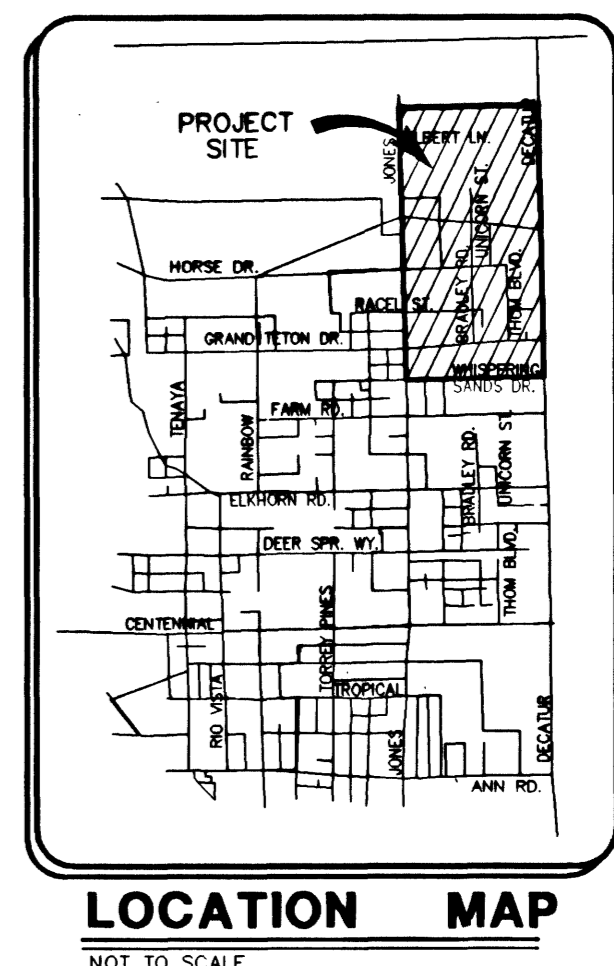 PROJECT
SITE
JONES
ALBERT LN.
DECATUR
UNICORN ST.
HORSE DR.
BRADLEY RD.
THOM BLVD.
RACEL ST.
GRAND TETON DR.
WHISPERING
SANDS DR.
TENAYA
RAINBOW
FARM RD.
BRADLEY RD.
UNICORN ST.
ELKHORN RD.
DEER SPR. WY.
THOM BLVD.
CENTENNIAL
TORREY PINES
TROPICAL
RIO VISTA
JONES
DECATUR
ANN RD.
LOCATION MAP
NOT TO SCALE